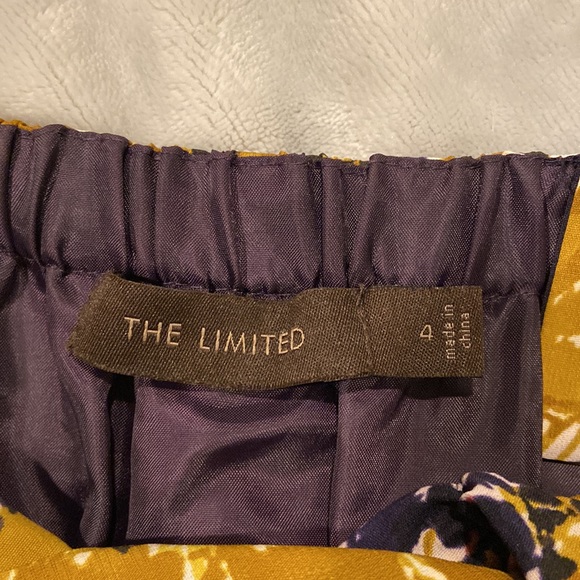 THE LIMITED
4
made in
china